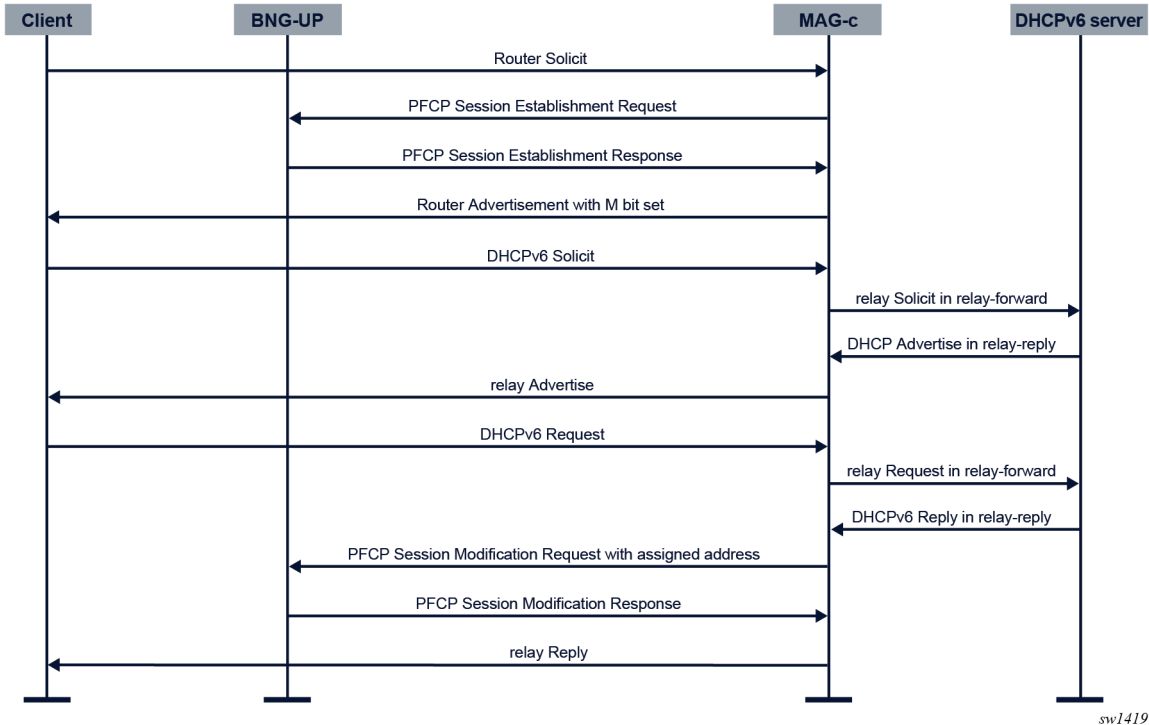 Client BNG-UP MAG-c DHCPv6 server
Router Solicit
PFCP Session Establishment Request
PFCP Session Establishment Response
Router Advertisement with M bit set
DHCPv6 Solicit
relay Solicit in relay-forward
DHCP Advertise in relay-reply
relay Advertise
DHCPv6 Request
relay Request in relay-forward
DHCPv6 Reply in relay-reply
PFCP Session Modification Request with assigned address
PFCP Session Modification Response
relay Reply
sw1419